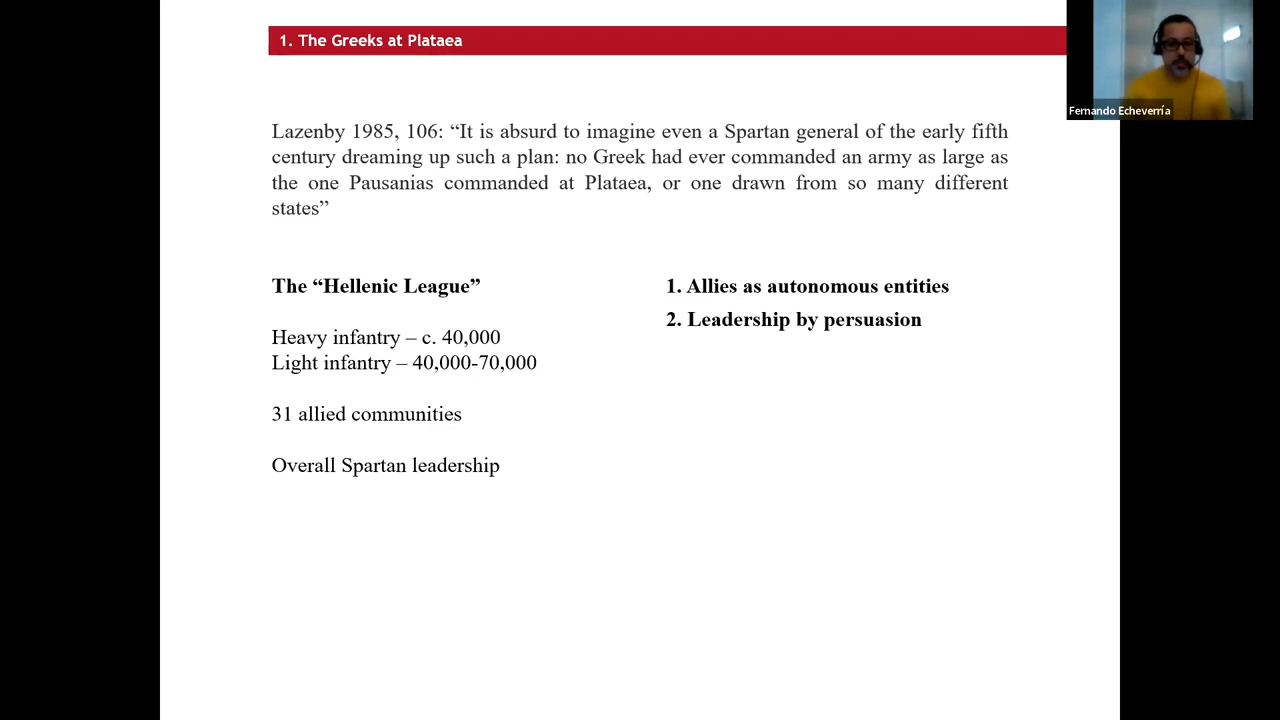 1. The Greeks at Plataea
Fernando Echeverría
Lazenby 1985, 106: “It is absurd to imagine even a Spartan general of the early fifth
century dreaming up such a plan: no Greek had ever commanded an army as large as
the one Pausanias commanded at Plataea, or one drawn from so many different
states”
The “Hellenic League”
Heavy infantry – c. 40,000
Light infantry – 40,000-70,000
31 allied communities
Overall Spartan leadership
1. Allies as autonomous entities
2. Leadership by persuasion